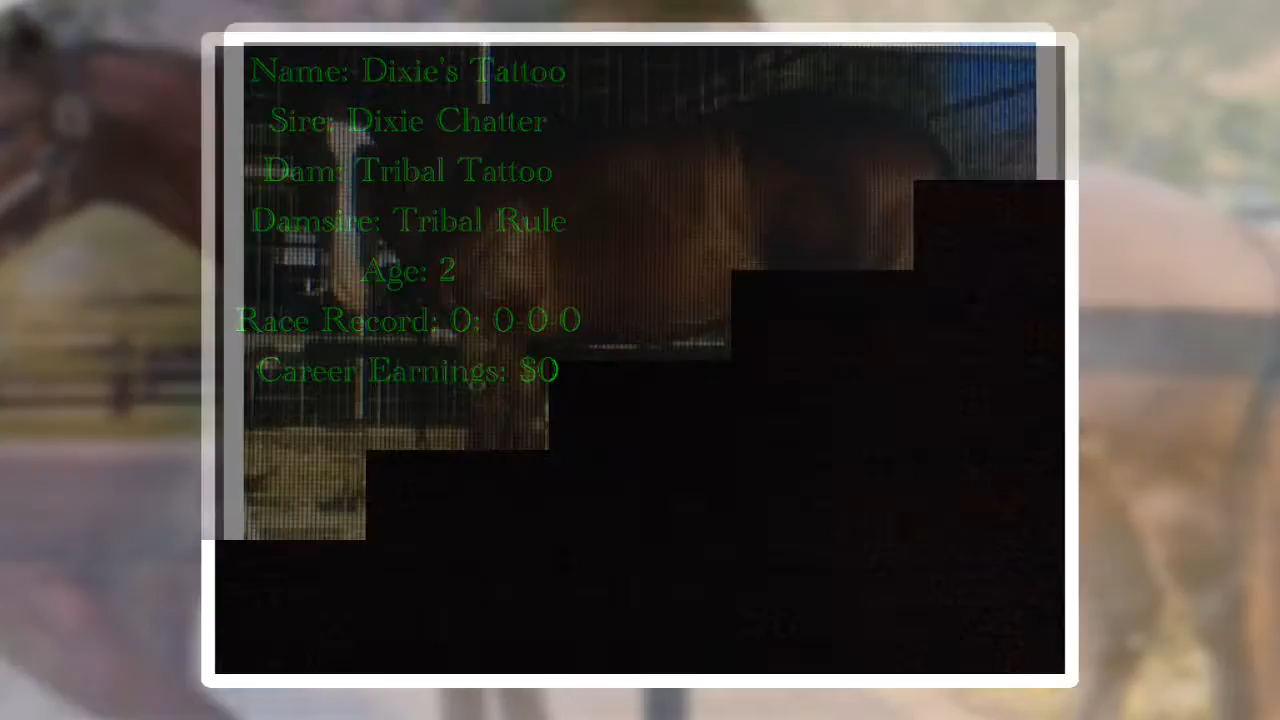 Name: Dixie's Tattoo
Sire: Dixie Chatter
Dam: Tribal Tattoo
Damsire: Tribal Rule
Age: 2
Race Record: 0: 0-0-0
Career Earnings: $0